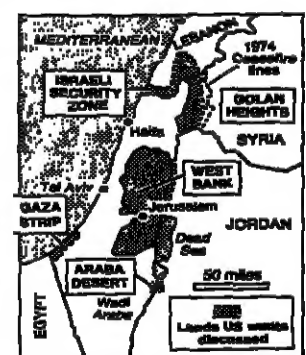 MEDITERRANEAN
LEBANON
1974
Ceasefire
lines
ISRAELI
SECURITY
ZONE
GOLAN
HEIGHTS
Haifa
SYRIA
Tel Aviv
WEST
BANK
GAZA
STRIP
Jerusalem
JORDAN
Dead
Sea
ARABA
DESERT
50 miles
Wadi
Araba
EGYPT
Lands US wants
discussed